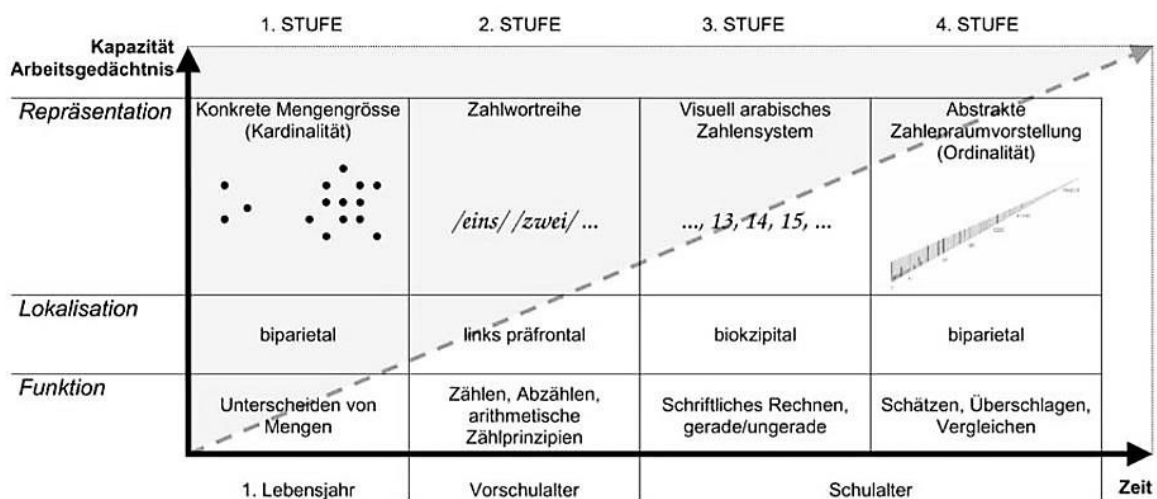 1. STUFE 2. STUFE 3. STUFE 4. STUFE
Kapazität
Arbeitsgedächtnis
Repräsentation
Konkrete Mengengrösse
(Kardinalität)
Zahlwortreihe
Visuell arabisches
Zahlensystem
Abstrakte
Zahlenraumvorstellung
(Ordinalität)
/eins/ /zwei/ ...
..., 13, 14, 15, ...
Lokalisation
biparietal
links präfrontal
biokzipital
biparietal
Funktion
Unterscheiden von
Mengen
Zählen, Abzählen,
arithmetische
Zählprinzipien
Schriftliches Rechnen,
gerade/ungerade
Schätzen, Überschlagen,
Vergleichen
1. Lebensjahr
Vorschulalter
Schulalter
Zeit